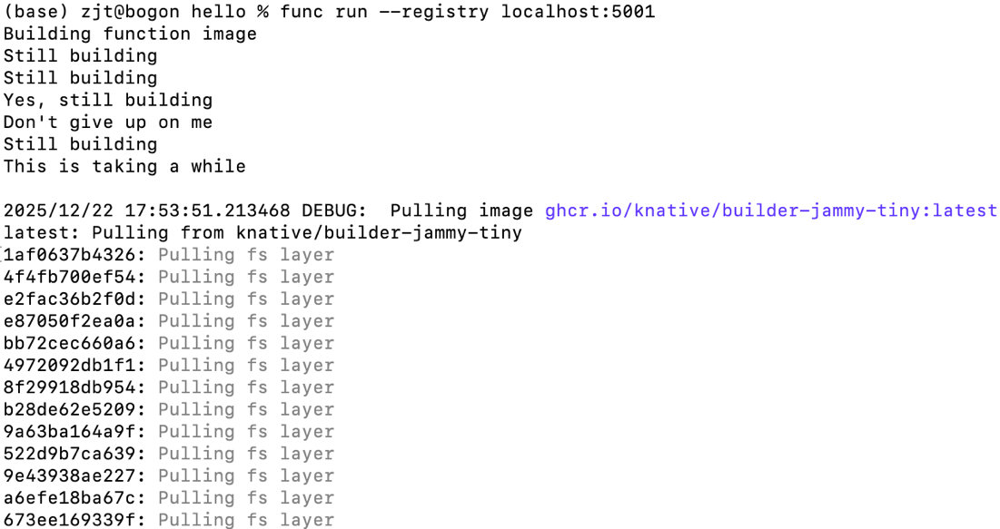 (base) zjt@bogon hello % func run --registry localhost:5001
Building function image
Still building
Still building
Yes, still building
Don't give up on me
Still building
This is taking a while
2025/12/22 17:53:51.213468 DEBUG:  Pulling image ghcr.io/knative/builder-jammy-tiny:latest
latest: Pulling from knative/builder-jammy-tiny
1af0637b4326: Pulling fs layer
4f4fb700ef54: Pulling fs layer
e2fac36b2f0d: Pulling fs layer
e87050f2ea0a: Pulling fs layer
bb72cec660a6: Pulling fs layer
4972092db1f1: Pulling fs layer
8f29918db954: Pulling fs layer
b28de62e5209: Pulling fs layer
9a63ba164a9f: Pulling fs layer
522d9b7ca639: Pulling fs layer
9e43938ae227: Pulling fs layer
a6efe18ba67c: Pulling fs layer
673ee169339f: Pulling fs layer